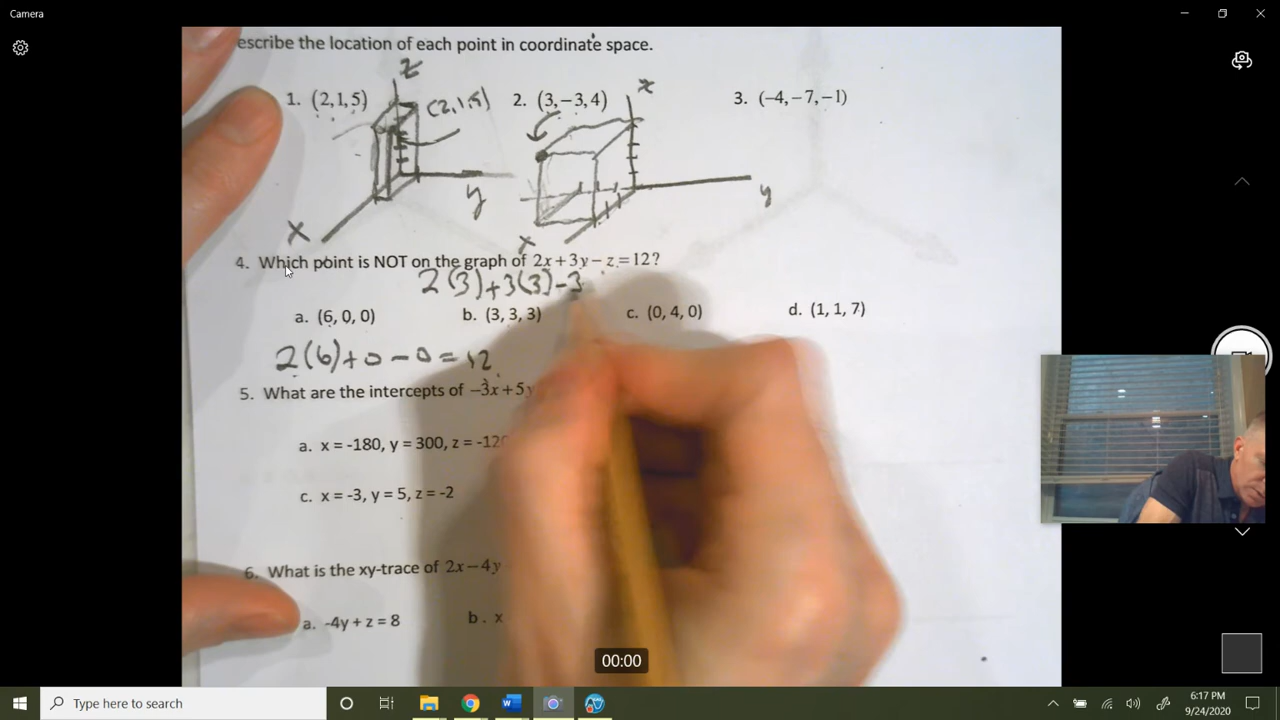 Camera
escribe the location of each point in coordinate space.
z
x
1. (2,1,5)
(2,1,5)
2. (3,−3,4)
3. (−4,−7,−1)
y
y
x
x
4. Which point is NOT on the graph of 2x+3y−z=12?
2(3)+3(3)-3
a. (6, 0, 0)
b. (3, 3, 3)
c. (0, 4, 0)
d. (1, 1, 7)
2(6)+0-0=12
5. What are the intercepts of −3x+5y
a. x = -180, y = 300, z = -120
c. x = -3, y = 5, z = -2
6. What is the xy-trace of 2x−4y
a. -4y + z = 8
b. x
00:00
Type here to search
6:17 PM
9/24/2020